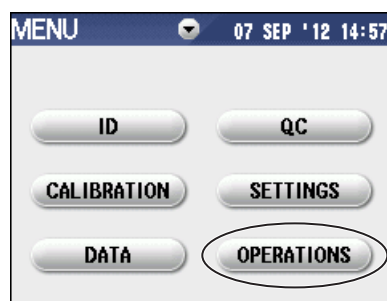 MENU 07 SEP '12 14:57
ID QC
CALIBRATION SETTINGS
DATA OPERATIONS